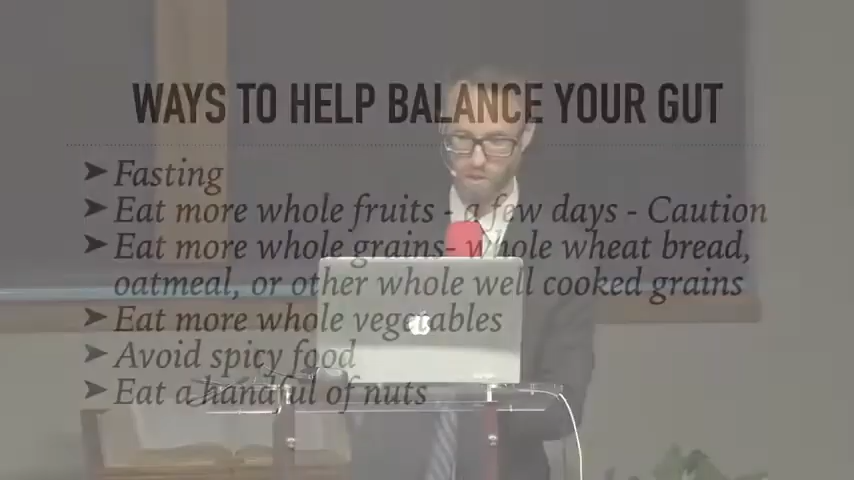 WAYS TO HELP BALANCE YOUR GUT
➤ Fasting
➤ Eat more whole fruits - a few days - Caution
➤ Eat more whole grains- whole wheat bread,
oatmeal, or other whole well cooked grains
➤ Eat more whole vegetables
➤ Avoid spicy food
➤ Eat a handful of nuts